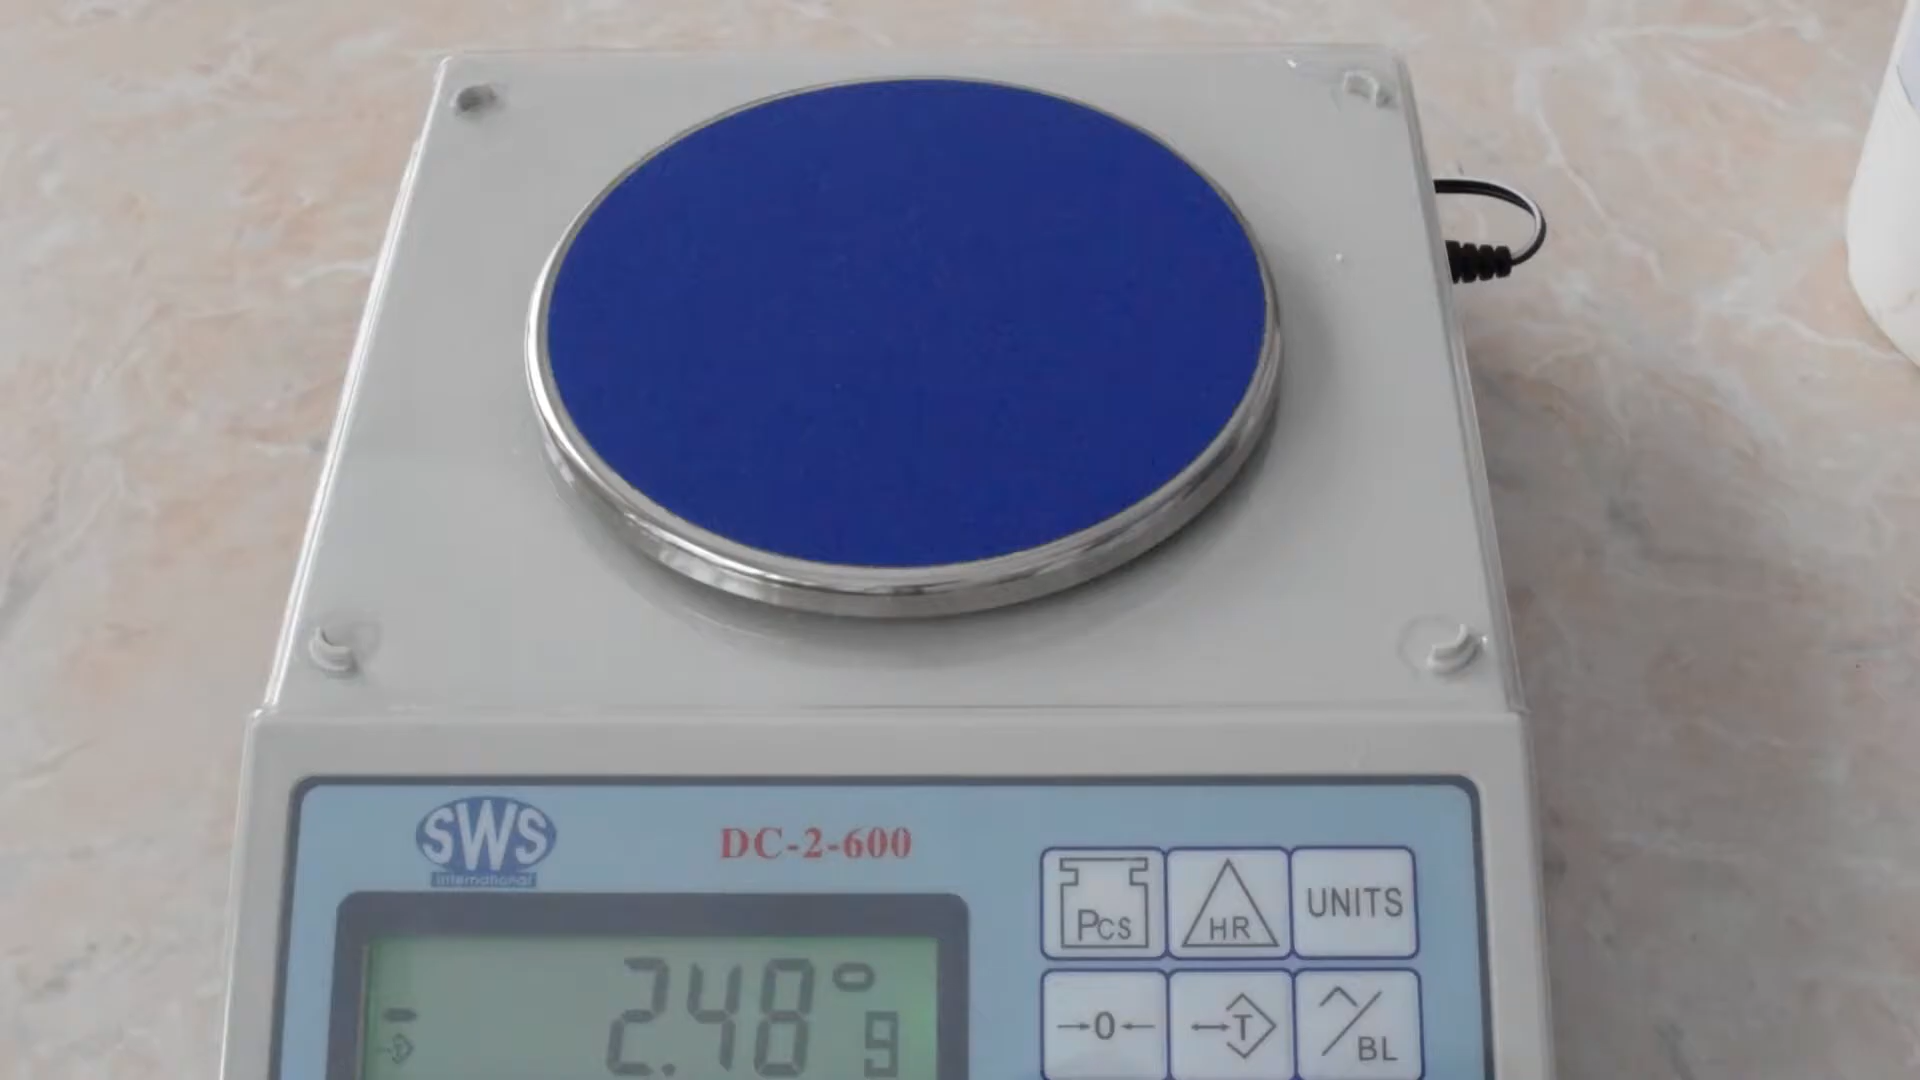 SWS
international
DC-2-600
PCS
HR
UNITS
2.48 g
→0←
T
BL